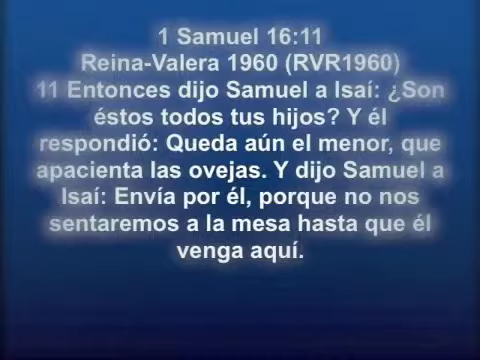 1 Samuel 16:11
Reina-Valera 1960 (RVR1960)
11 Entonces dijo Samuel a Isaí: ¿Son
éstos todos tus hijos? Y él
respondió: Queda aún el menor, que
apacienta las ovejas. Y dijo Samuel a
Isaí: Envía por él, porque no nos
sentaremos a la mesa hasta que él
venga aquí.